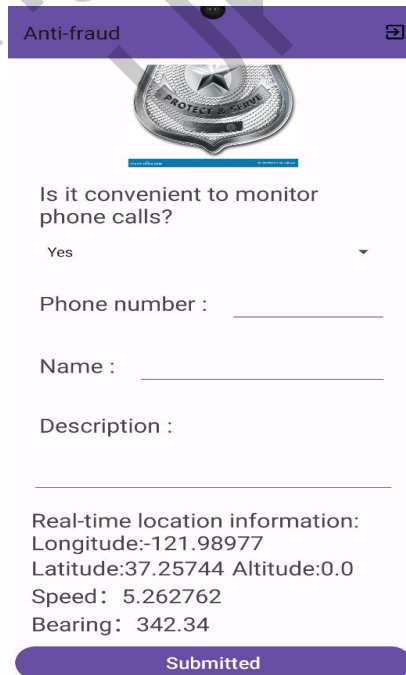 Anti-fraud
PROTECT & SERVE
Is it convenient to monitor
phone calls?
Yes
Phone number :
Name :
Description :
Real-time location information:
Longitude:-121.98977
Latitude:37.25744 Altitude:0.0
Speed： 5.262762
Bearing： 342.34
Submitted